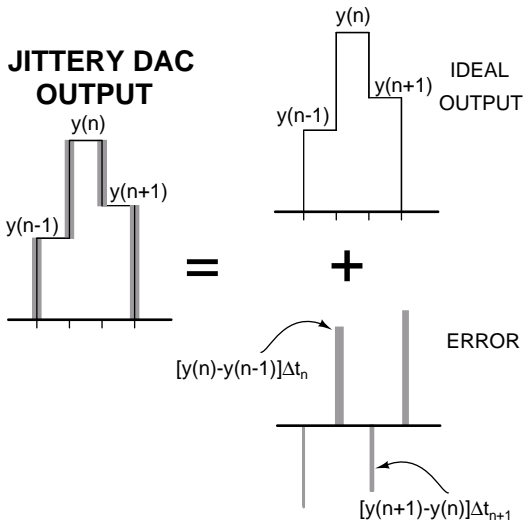 JITTERY DAC
OUTPUT
y(n)
y(n+1)
y(n-1)
=
y(n)
IDEAL
OUTPUT
y(n-1)
y(n+1)
+
ERROR
[y(n)-y(n-1)]Δtₙ
[y(n+1)-y(n)]Δtₙ₊₁